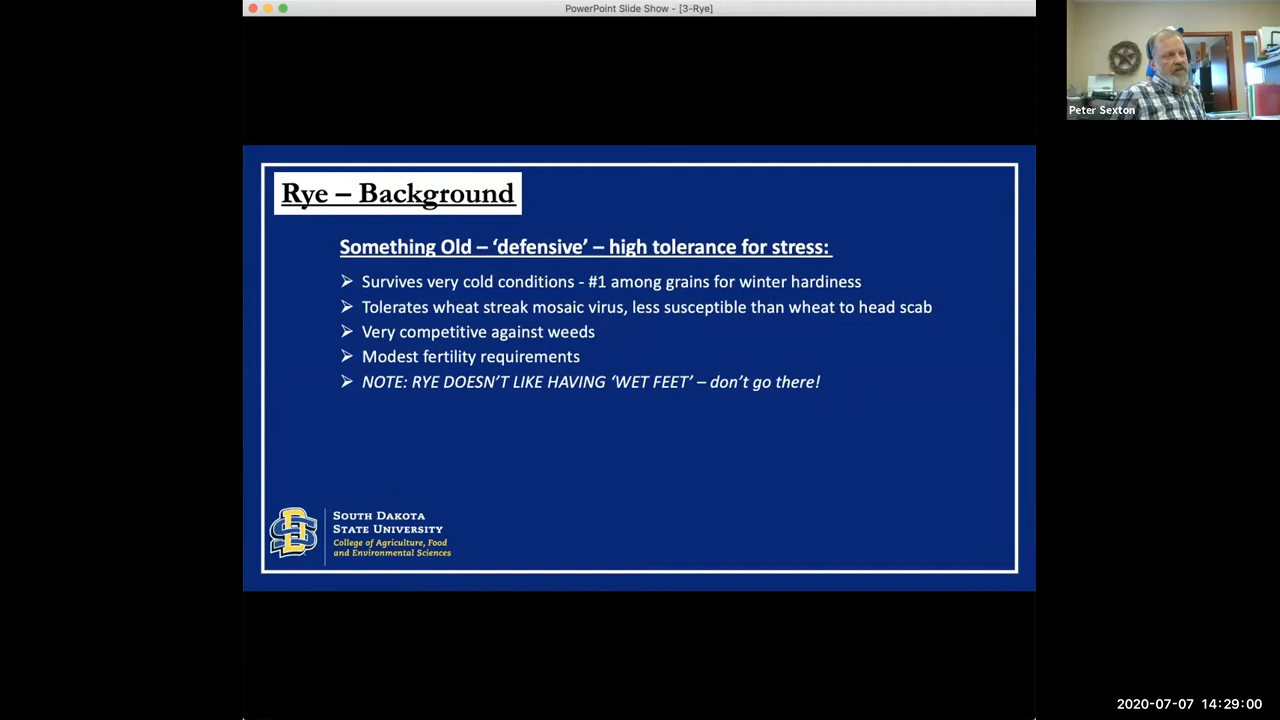 PowerPoint Slide Show - [3-Rye]
Peter Sexton
Rye – Background
Something Old – ‘defensive’ – high tolerance for stress:
➢ Survives very cold conditions - #1 among grains for winter hardiness
➢ Tolerates wheat streak mosaic virus, less susceptible than wheat to head scab
➢ Very competitive against weeds
➢ Modest fertility requirements
➢ NOTE: RYE DOESN’T LIKE HAVING ‘WET FEET’ – don’t go there!
SOUTH DAKOTA
STATE UNIVERSITY
College of Agriculture, Food
and Environmental Sciences
2020-07-07 14:29:00